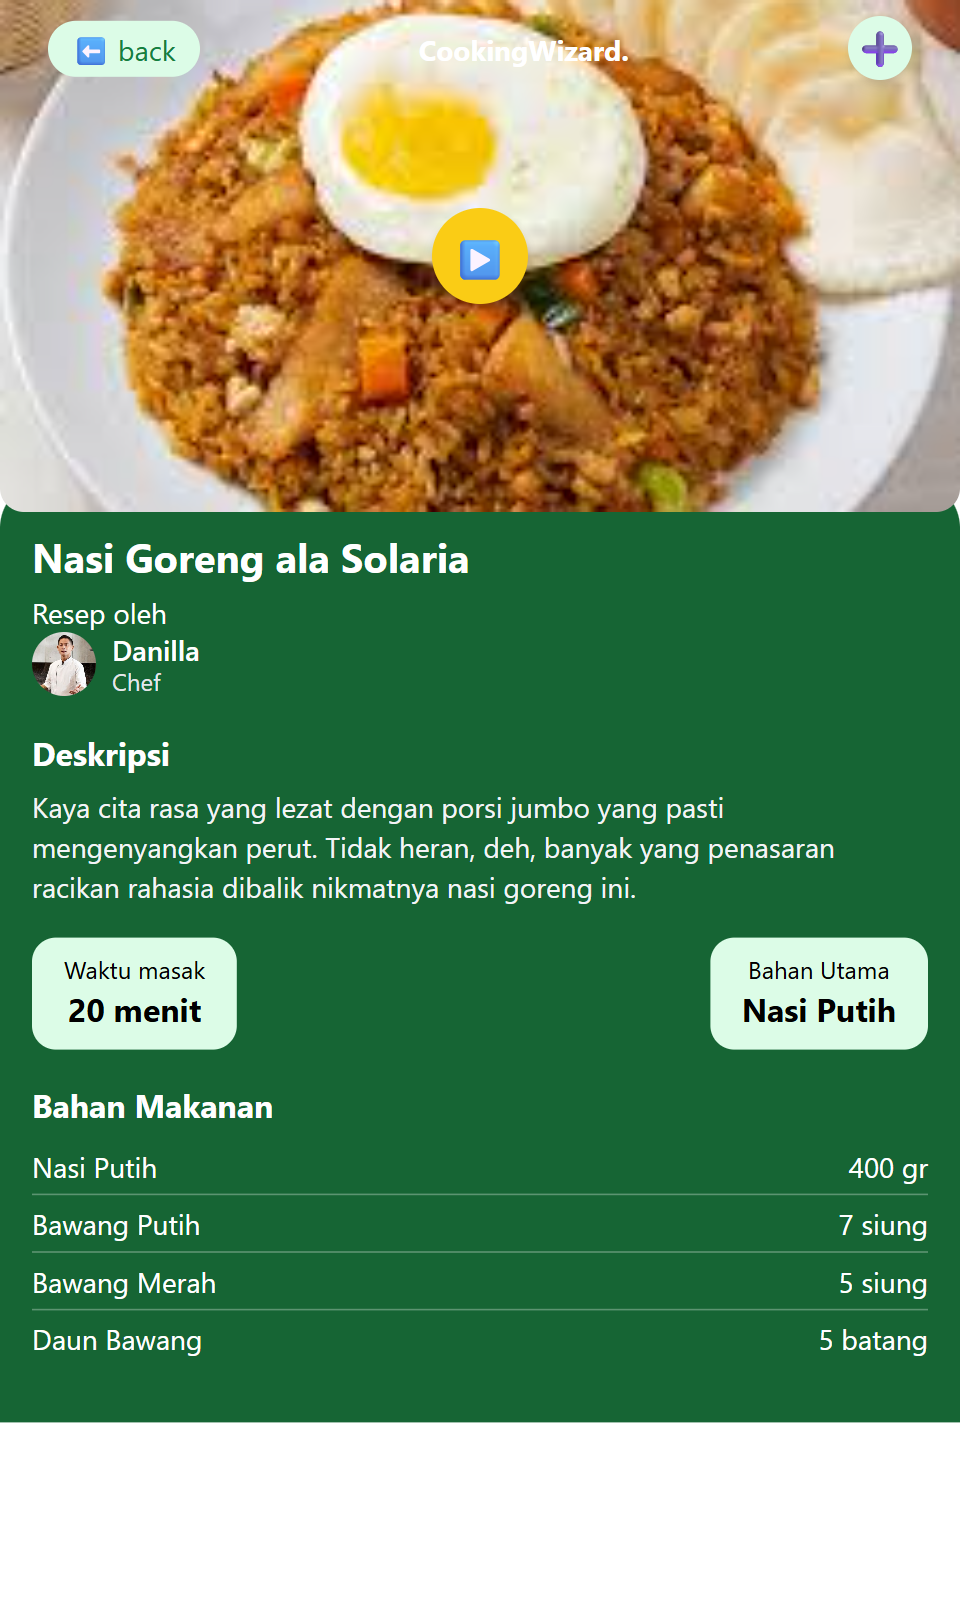 back
CookingWizard.
Nasi Goreng ala Solaria
Resep oleh
Danilla
Chef
Deskripsi
Kaya cita rasa yang lezat dengan porsi jumbo yang pasti
mengenyangkan perut. Tidak heran, deh, banyak yang penasaran
racikan rahasia dibalik nikmatnya nasi goreng ini.
Waktu masak
20 menit
Bahan Utama
Nasi Putih
Bahan Makanan
Nasi Putih 400 gr
Bawang Putih 7 siung
Bawang Merah 5 siung
Daun Bawang 5 batang